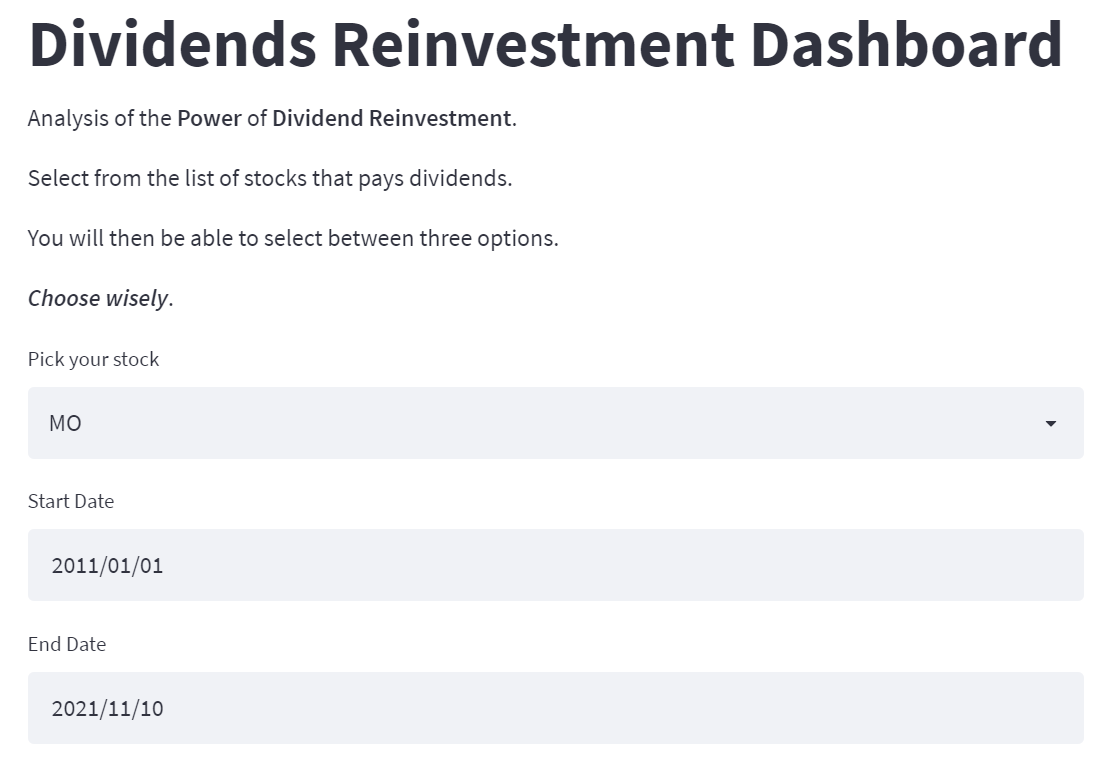 Dividends Reinvestment Dashboard
Analysis of the Power of Dividend Reinvestment.
Select from the list of stocks that pays dividends.
You will then be able to select between three options.
Choose wisely.
Pick your stock
MO
Start Date
2011/01/01
End Date
2021/11/10